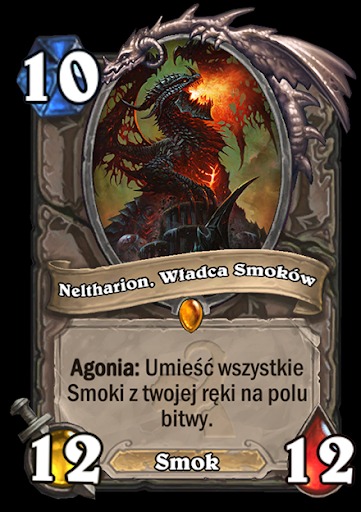 10
Neltharion, Władca Smoków
Agonia: Umieść wszystkie
Smoki z twojej ręki na polu
bitwy.
12
Smok
12